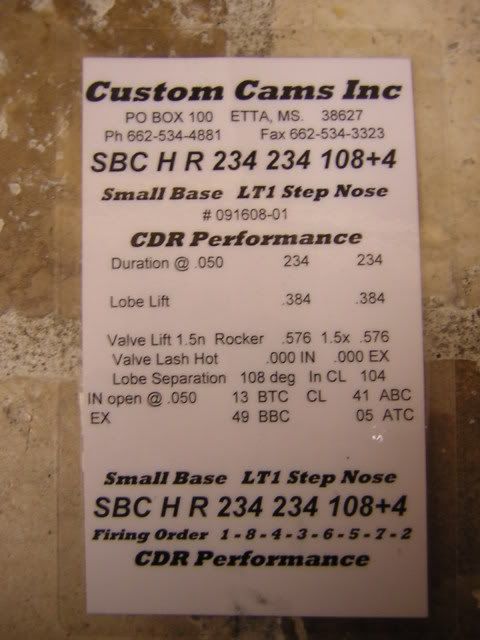 Custom Cams Inc
PO BOX 100 ETTA, MS. 38627
Ph 662-534-4881 Fax 662-534-3323
SBC H R 234 234 108+4
Small Base LT1 Step Nose
# 091608-01
CDR Performance
Duration @ .050 234 234
Lobe Lift .384 .384
Valve Lift 1.5n Rocker .576 1.5x .576
Valve Lash Hot .000 IN .000 EX
Lobe Separation 108 deg In CL 104
IN open @ .050 13 BTC CL 41 ABC
EX 49 BBC 05 ATC
Small Base LT1 Step Nose
SBC H R 234 234 108+4
Firing Order 1-8-4-3-6-5-7-2
CDR Performance